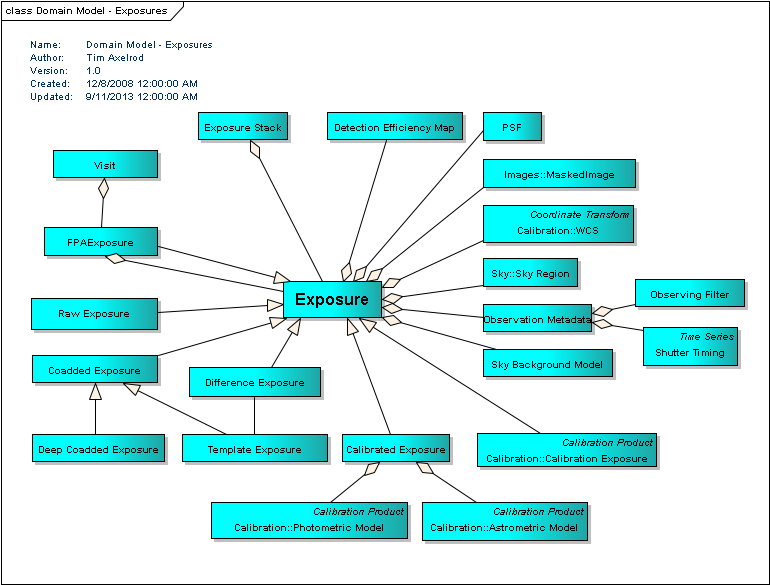 class Domain Model - Exposures
Name: Domain Model - Exposures
Author: Tim Axelrod
Version: 1.0
Created: 12/8/2008 12:00:00 AM
Updated: 9/11/2013 12:00:00 AM
Exposure Stack
Detection Efficiency Map
PSF
Visit
Images::MaskedImage
FPAExposure
Coordinate Transform
Calibration::WCS
Sky::Sky Region
Exposure
Observing Filter
Raw Exposure
Observation Metadata
Time Series
Shutter Timing
Coadded Exposure
Difference Exposure
Sky Background Model
Deep Coadded Exposure
Template Exposure
Calibrated Exposure
Calibration Product
Calibration::Calibration Exposure
Calibration Product
Calibration::Photometric Model
Calibration Product
Calibration::Astrometric Model